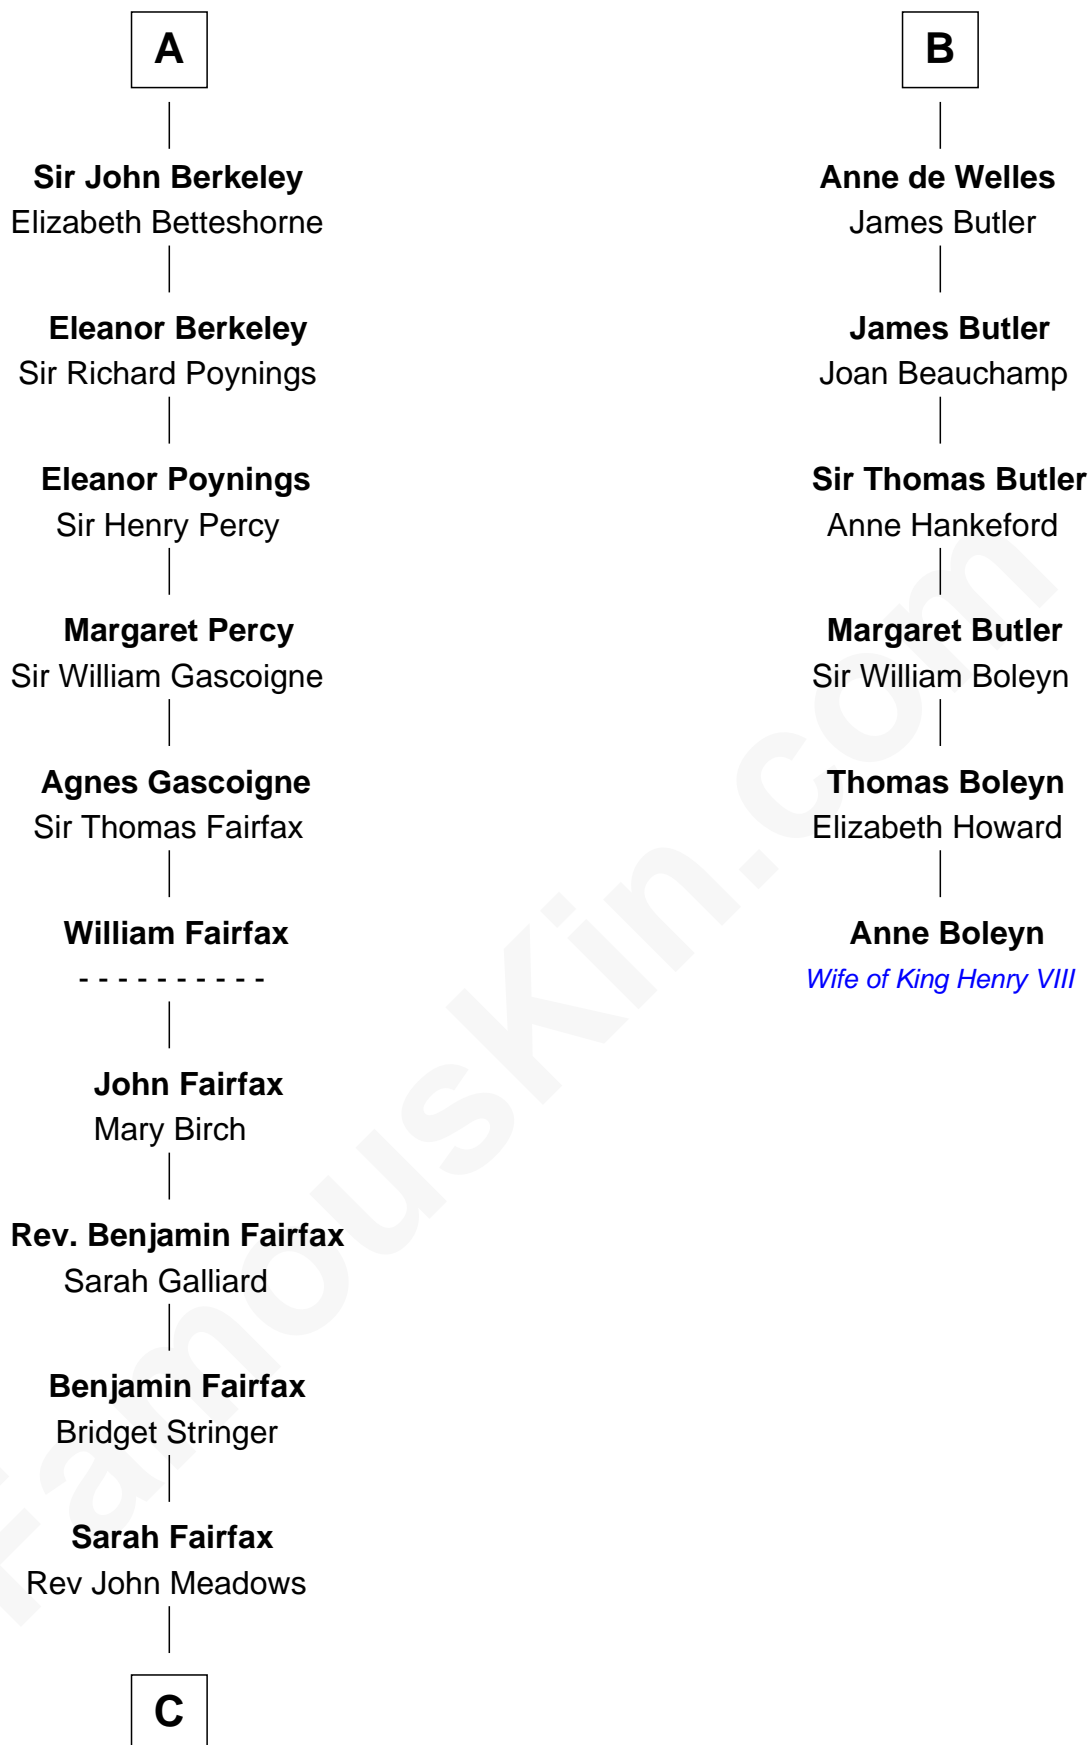 A
Sir John Berkeley
Elizabeth Betteshorne
Eleanor Berkeley
Sir Richard Poynings
Eleanor Poynings
Sir Henry Percy
Margaret Percy
Sir William Gascoigne
Agnes Gascoigne
Sir Thomas Fairfax
William Fairfax
- - - - - - - - - -
John Fairfax
Mary Birch
Rev. Benjamin Fairfax
Sarah Galliard
Benjamin Fairfax
Bridget Stringer
Sarah Fairfax
Rev John Meadows
C
B
Anne de Welles
James Butler
James Butler
Joan Beauchamp
Sir Thomas Butler
Anne Hankeford
Margaret Butler
Sir William Boleyn
Thomas Boleyn
Elizabeth Howard
Anne Boleyn
Wife of King Henry VIII
FamousKin.com